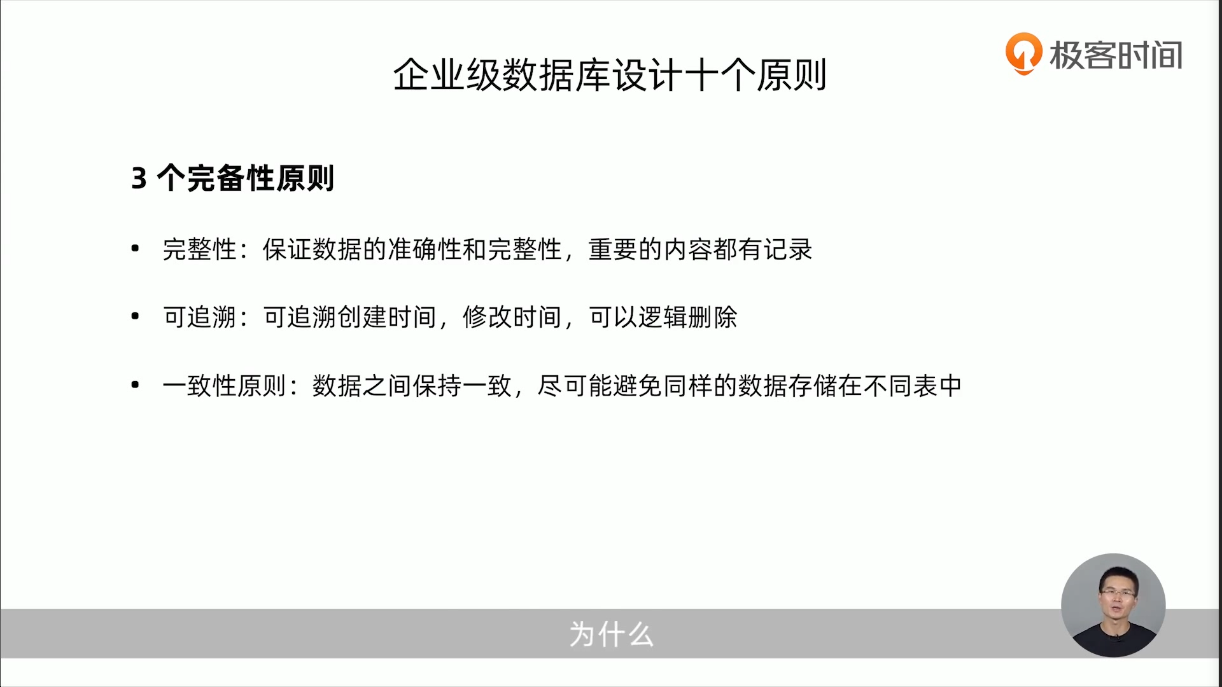 极客时间
企业级数据库设计十个原则
3 个完备性原则
• 完整性：保证数据的准确性和完整性，重要的内容都有记录
• 可追溯：可追溯创建时间，修改时间，可以逻辑删除
• 一致性原则：数据之间保持一致，尽可能避免同样的数据存储在不同表中
为什么